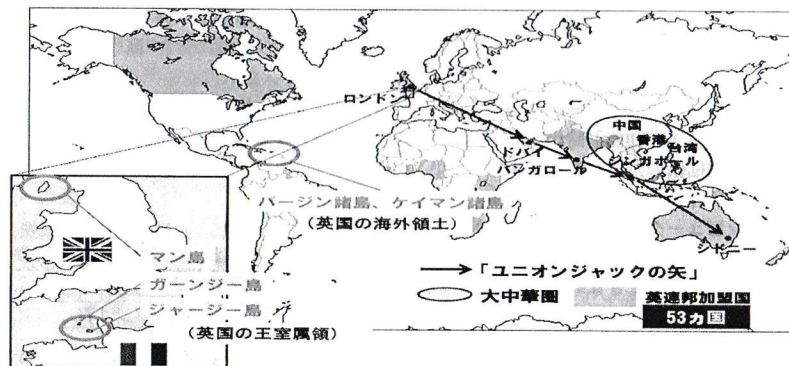 ロンドン
中国
香港
台湾
シンガポール
ドバイ
バンガロール
シドニー
バージン諸島、ケイマン諸島
(英国の海外領土)
マン島
ガーンジー島
ジャージー島
(英国の王室属領)
「ユニオンジャックの矢」
大中華圏
英連邦加盟国
53カ国